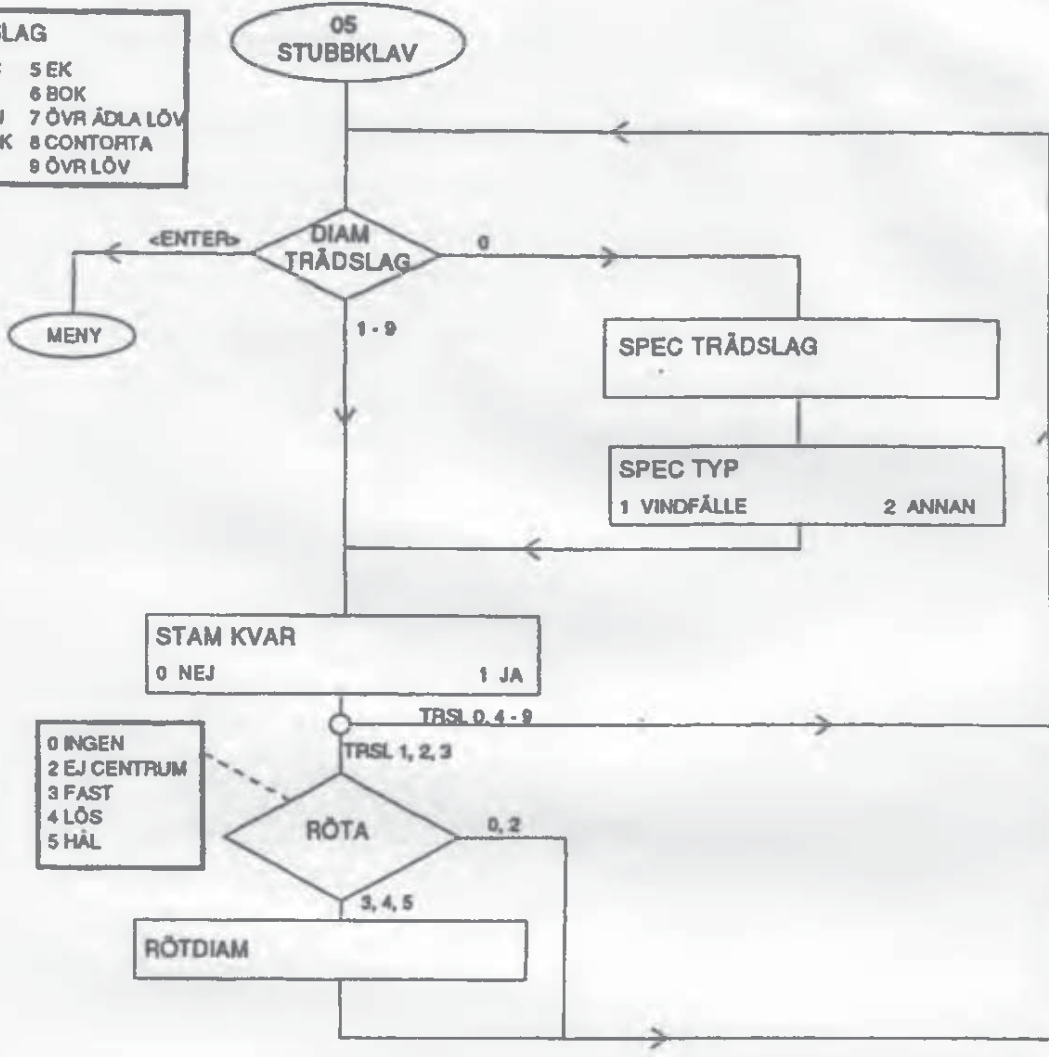 05
STUBBKLAV
5 EK
6 BOK
7 ÖVR ÄDLA LÖV
8 CONTORTA
9 ÖVR LÖV
<ENTER>
DIAM
TRÄDSLAG
0
MENY
1 - 9
SPEC TRÄDSLAG
SPEC TYP
1 VINDFÄLLE 2 ANNAN
STAM KVAR
0 NEJ 1 JA
TRSL 0, 4 - 9
TRSL 1, 2, 3
0 INGEN
2 EJ CENTRUM
3 FAST
4 LÖS
5 HÅL
RÖTA
0, 2
3, 4, 5
RÖTDIAM